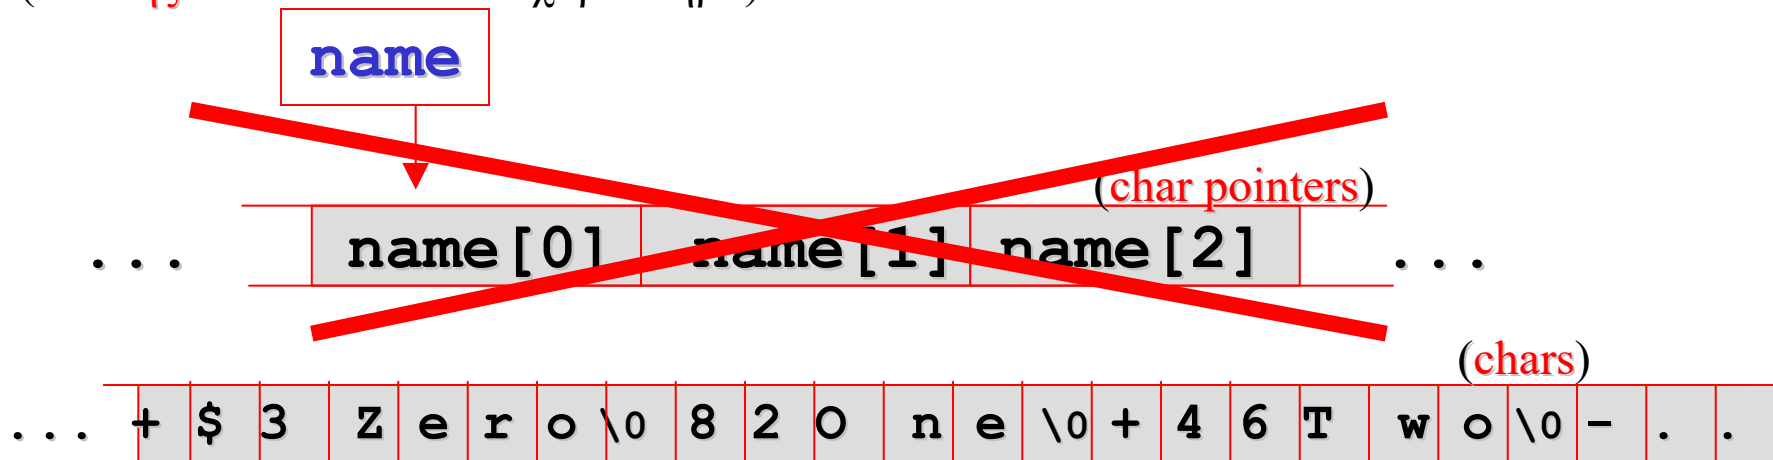 name
(char pointers)
... name[0] name[1] name[2] ...
(chars)
... + $ 3 Z e r o \0 8 2 O n e \0 + 4 6 T w o \0 - . .